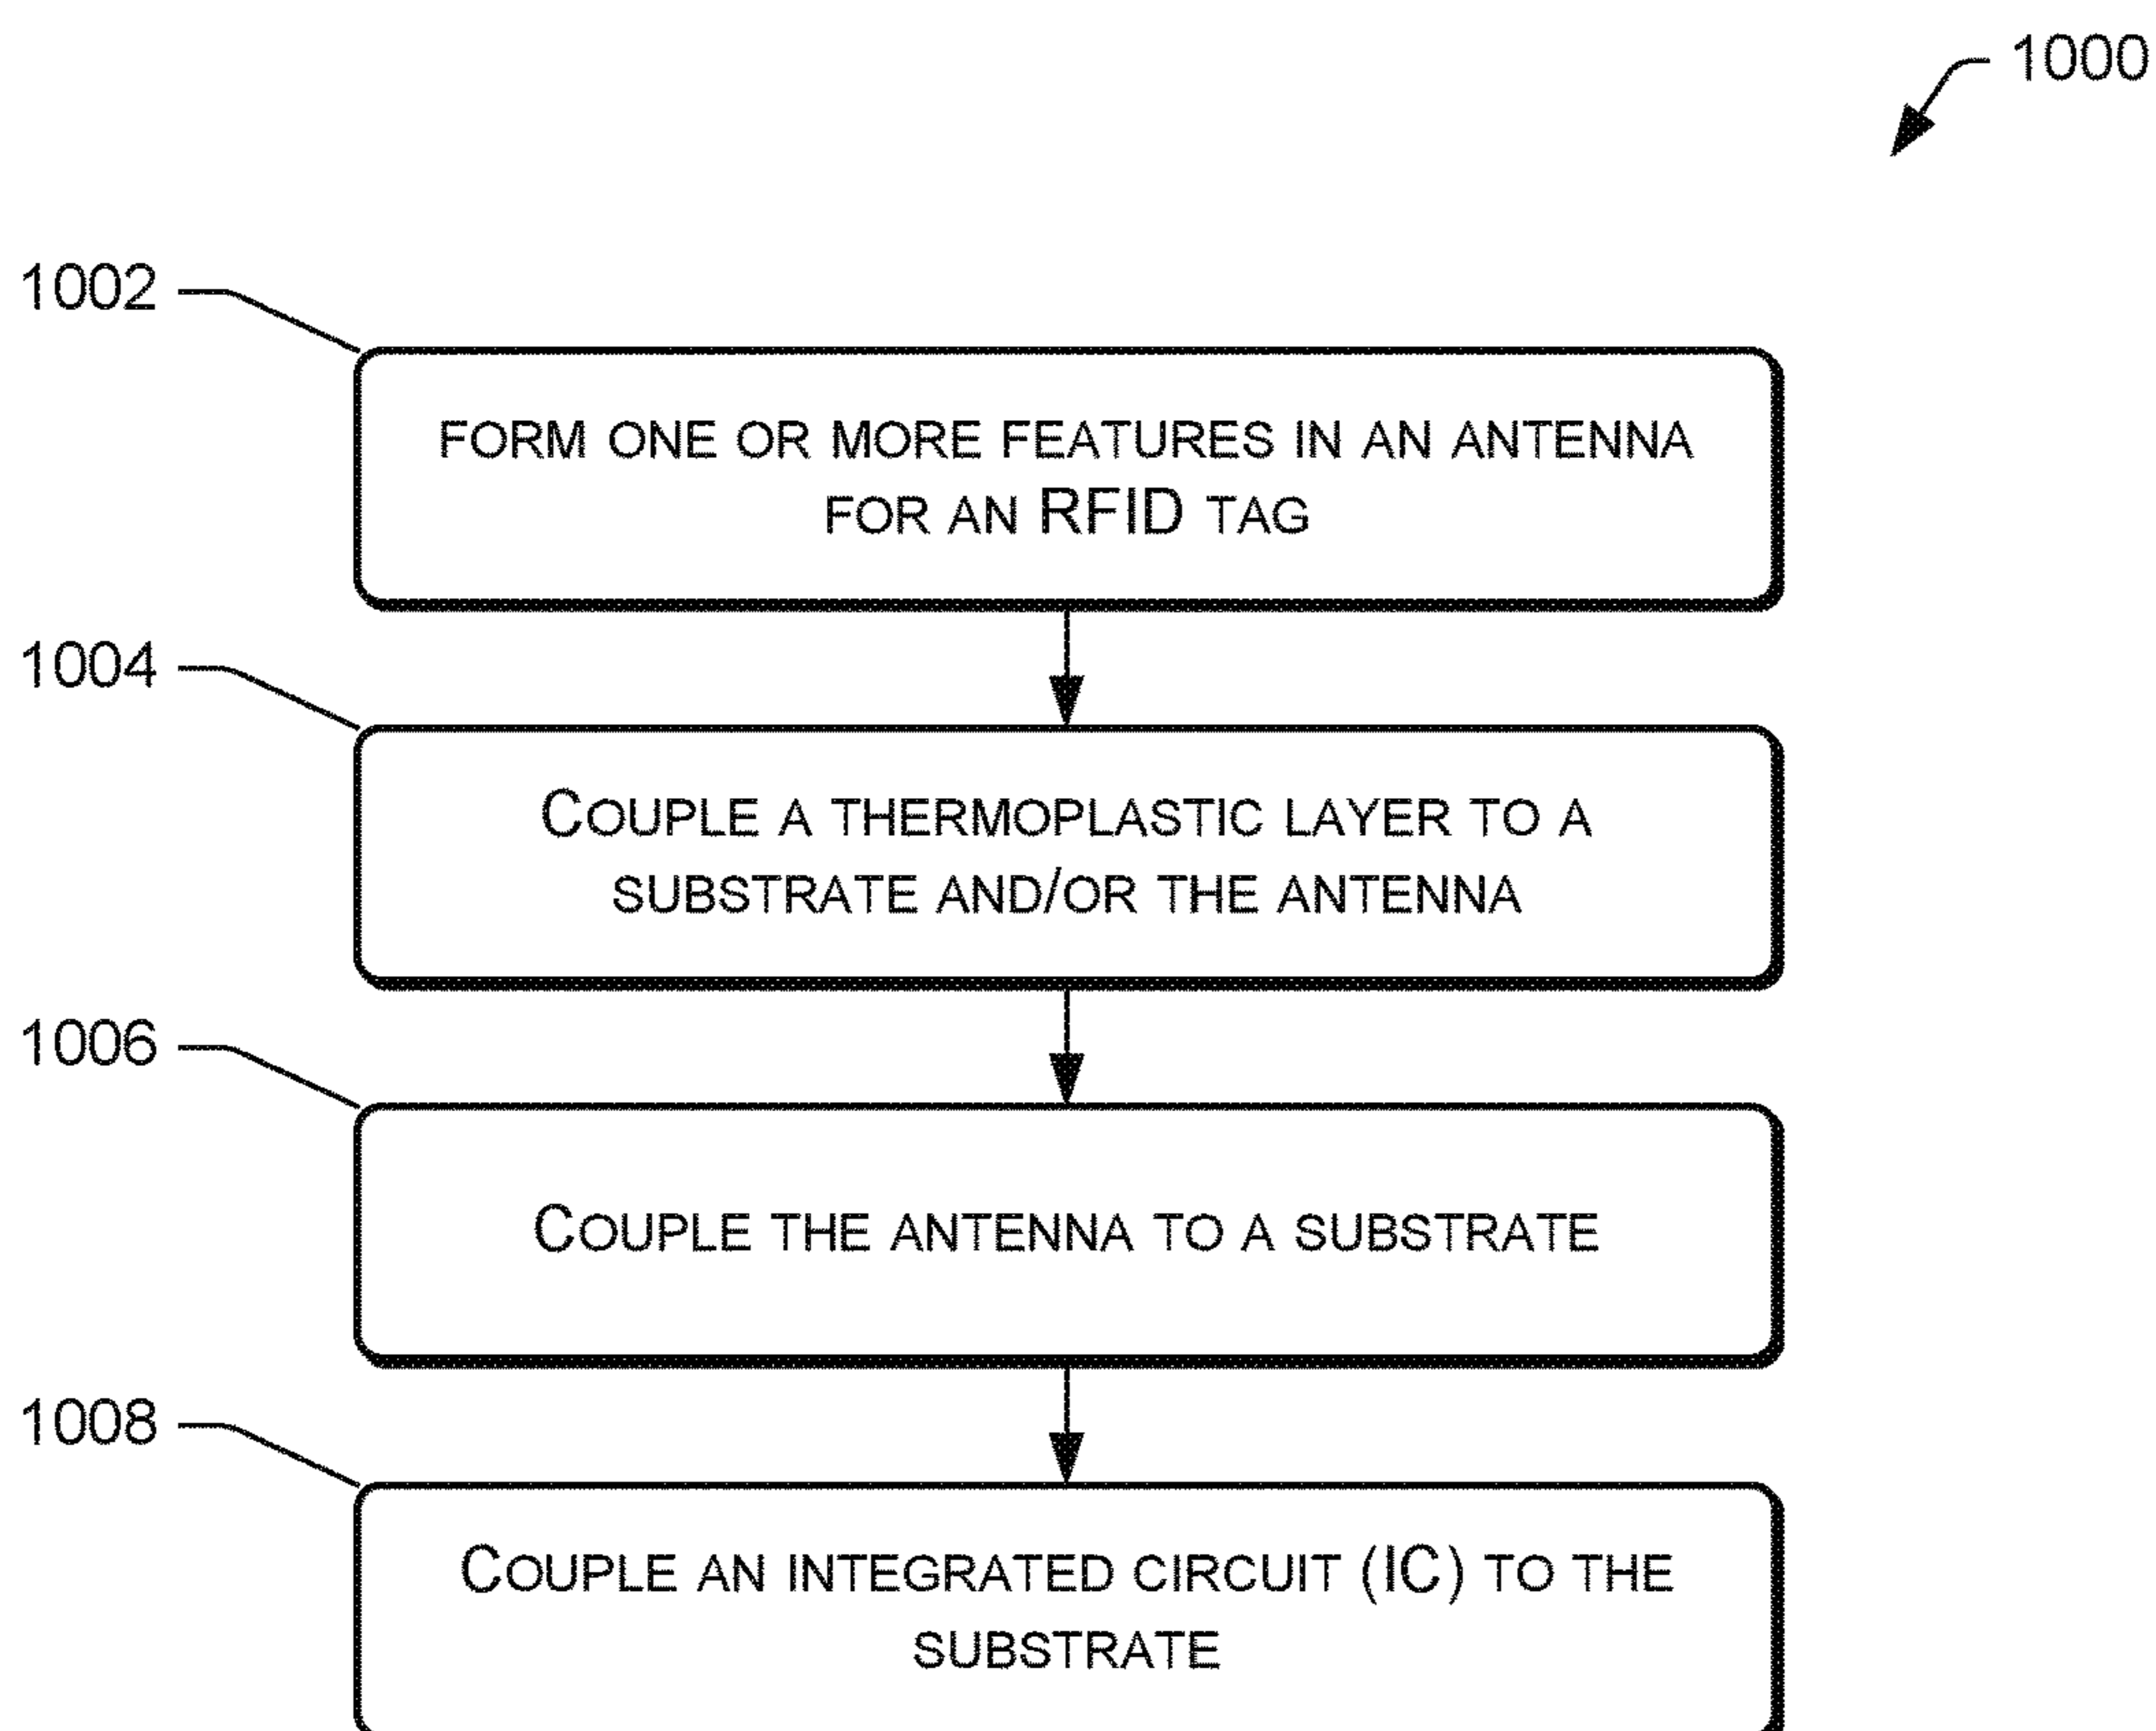 1000
1002
FORM ONE OR MORE FEATURES IN AN ANTENNA
FOR AN RFID TAG
1004
COUPLE A THERMOPLASTIC LAYER TO A
SUBSTRATE AND/OR THE ANTENNA
1006
COUPLE THE ANTENNA TO A SUBSTRATE
1008
COUPLE AN INTEGRATED CIRCUIT (IC) TO THE
SUBSTRATE